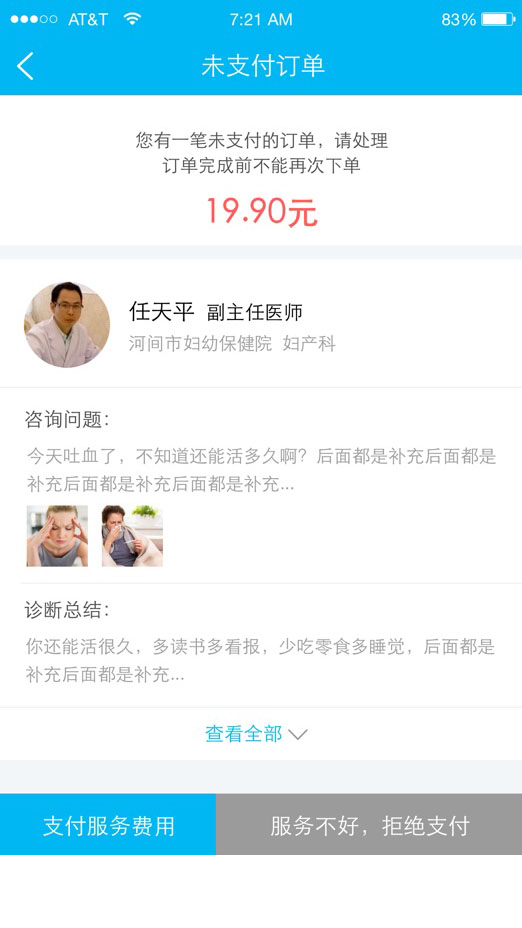 AT&T 7:21 AM 83%
未支付订单
您有一笔未支付的订单，请处理
订单完成前不能再次下单
19.90元
任天平 副主任医师
河间市妇幼保健院 妇产科
咨询问题：
今天吐血了，不知道还能活多久啊？后面都是补充后面都是
补充后面都是补充后面都是补充...
诊断总结：
你还能活很久，多读书多看报，少吃零食多睡觉，后面都是
补充后面都是补充...
查看全部
支付服务费用 服务不好，拒绝支付